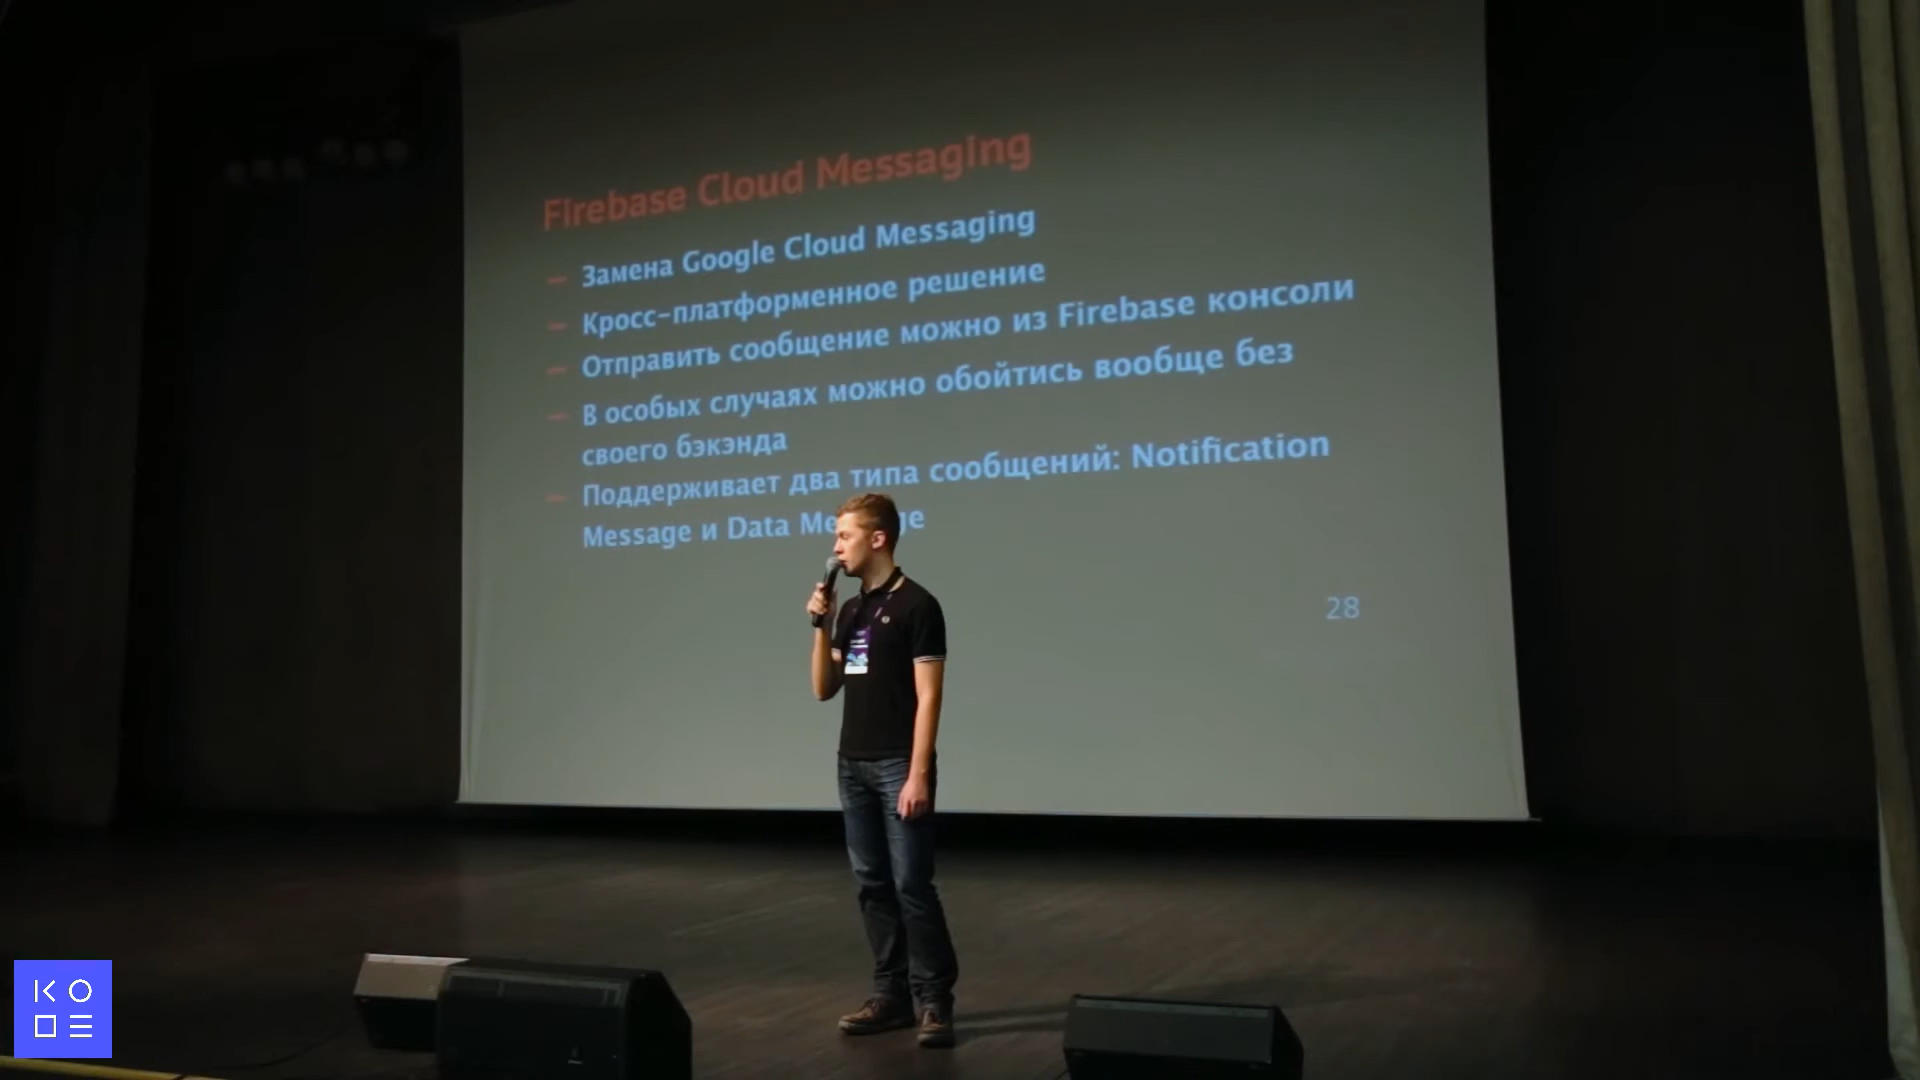 Firebase Cloud Messaging
– Замена Google Cloud Messaging
– Кросс-платформенное решение
– Отправить сообщение можно из Firebase консоли
– В особых случаях можно обойтись вообще без
своего бэкэнда
– Поддерживает два типа сообщений: Notification
Message и Data
28
KODE